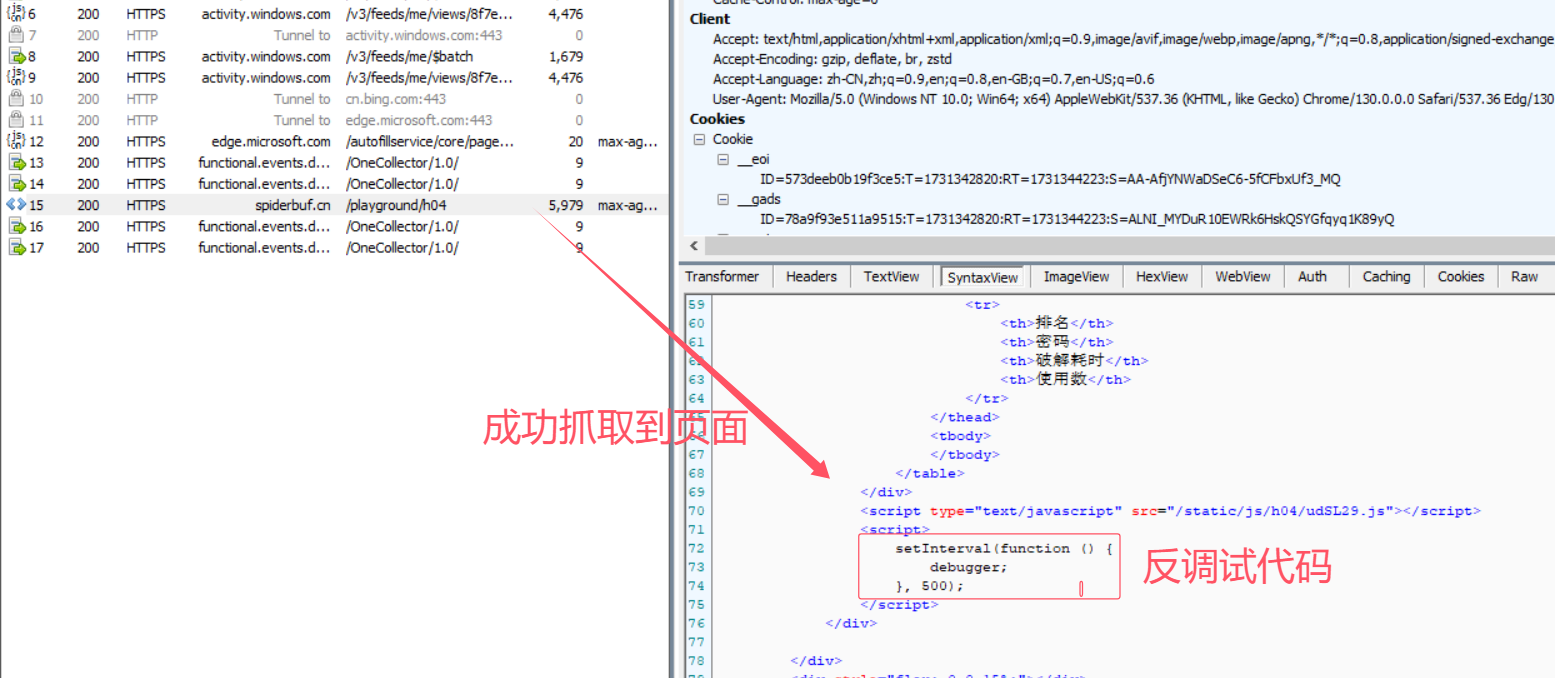 6 200 HTTPS activity.windows.com /v3/feeds/me/views/8f7e... 4,476
7 200 HTTP Tunnel to activity.windows.com:443 0
8 200 HTTPS activity.windows.com /v3/feeds/me/$batch 1,679
9 200 HTTPS activity.windows.com /v3/feeds/me/views/8f7e... 4,476
10 200 HTTP Tunnel to cn.bing.com:443 0
11 200 HTTP Tunnel to edge.microsoft.com:443 0
12 200 HTTPS edge.microsoft.com /autofillservice/core/page... 20 max-ag...
13 200 HTTPS functional.events.d... /OneCollector/1.0/ 9
14 200 HTTPS functional.events.d... /OneCollector/1.0/ 9
15 200 HTTPS spiderbuf.cn /playground/h04 5,979 max-ag...
16 200 HTTPS functional.events.d... /OneCollector/1.0/ 9
17 200 HTTPS functional.events.d... /OneCollector/1.0/ 9
成功抓取到页面
Cache-Control: max-age=0
Client
Accept: text/html,application/xhtml+xml,application/xml;q=0.9,image/avif,image/webp,image/apng,*/*;q=0.8,application/signed-exchange
Accept-Encoding: gzip, deflate, br, zstd
Accept-Language: zh-CN,zh;q=0.9,en;q=0.8,en-GB;q=0.7,en-US;q=0.6
User-Agent: Mozilla/5.0 (Windows NT 10.0; Win64; x64) AppleWebKit/537.36 (KHTML, like Gecko) Chrome/130.0.0.0 Safari/537.36 Edg/130
Cookies
Cookie
__eoi
ID=573deeb0b19f3ce5:T=1731342820:RT=1731344223:S=AA-AfjYNWaDSeC6-5fCFbxUf3_MQ
__gads
ID=78a9f93e511a9515:T=1731342820:RT=1731344223:S=ALNI_MYDuR10EWRk6HskQSYGfqyq1K89yQ
Transformer Headers TextView SyntaxView ImageView HexView WebView Auth Caching Cookies Raw
59 <tr>
60 <th>排名</th>
61 <th>密码</th>
62 <th>破解耗时</th>
63 <th>使用数</th>
64 </tr>
65 </thead>
66 <tbody>
67 </tbody>
68 </table>
69 </div>
70 <script type="text/javascript" src="/static/js/h04/udSL29.js"></script>
71 <script>
72 setInterval(function () {
73 debugger;
74 }, 500);
75 </script>
76 </div>
77
78 </div>
反调试代码